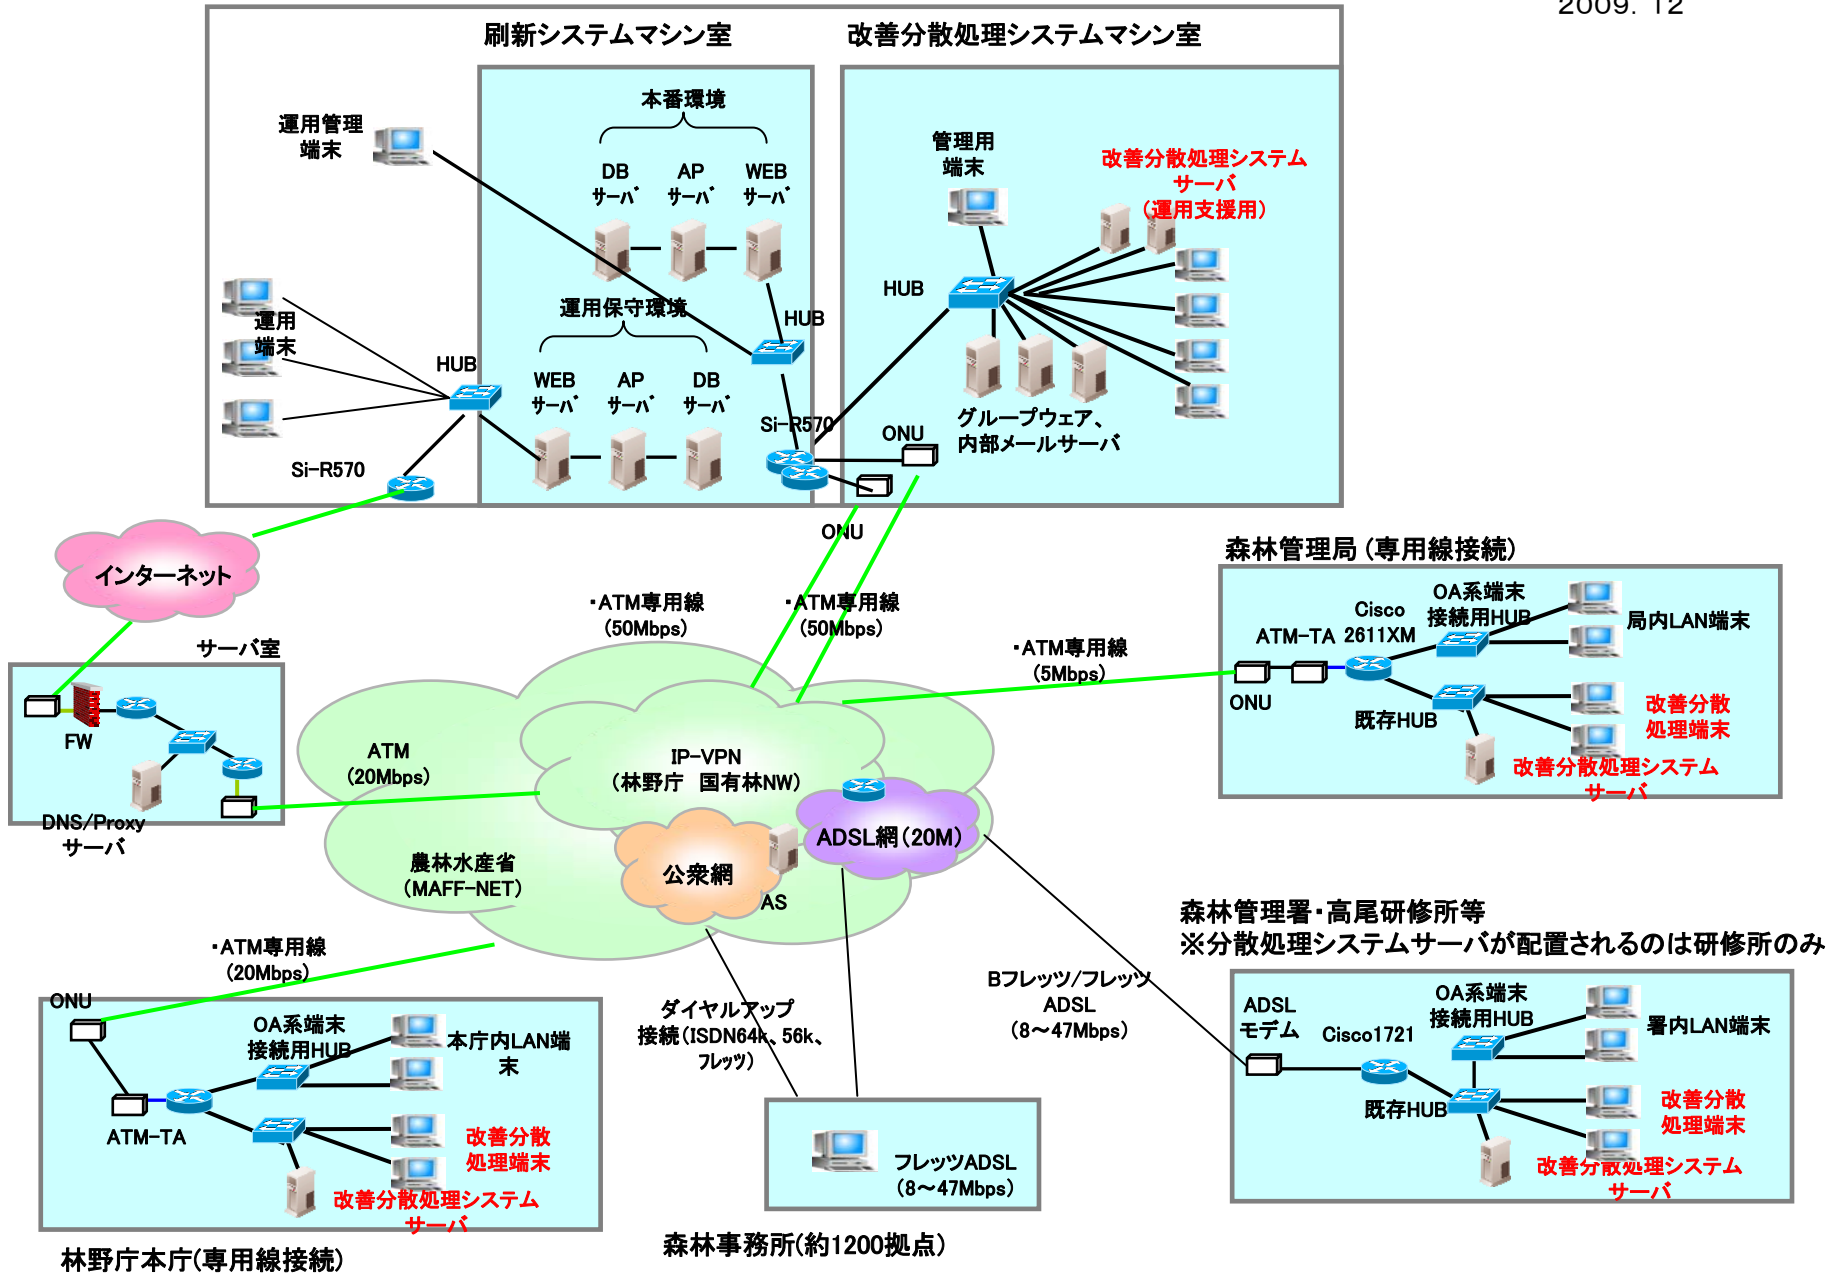 2009. 12
刷新システムマシン室
改善分散処理システムマシン室
本番環境
運用管理
端末
DB
サーバ
AP
サーバ
WEB
サーバ
管理用
端末
改善分散処理システム
サーバ
(運用支援用)
HUB
運用
端末
運用保守環境
HUB
HUB
WEB
サーバ
AP
サーバ
DB
サーバ
Si-R570
ONU
グループウェア、
内部メールサーバ
Si-R570
ONU
インターネット
・ATM専用線
(50Mbps)
・ATM専用線
(50Mbps)
森林管理局(専用線接続)
OA系端末
接続用HUB
Cisco
2611XM
ATM-TA
局内LAN端末
ONU
既存HUB
改善分散
処理端末
改善分散処理システム
サーバ
・ATM専用線
(5Mbps)
サーバ室
FW
DNS/Proxy
サーバ
ATM
(20Mbps)
IP-VPN
(林野庁 国有林NW)
ADSL網(20M)
公衆網
AS
農林水産省
(MAFF-NET)
・ATM専用線
(20Mbps)
森林管理署・高尾研修所等
※分散処理システムサーバが配置されるのは研修所のみ
ONU
OA系端末
接続用HUB
本庁内LAN端
末
ATM-TA
改善分散
処理端末
改善分散処理システム
サーバ
林野庁本庁(専用線接続)
ダイヤルアップ
接続(ISDN64k、56k、
フレッツ)
Bフレッツ/フレッツ
ADSL
(8~47Mbps)
フレッツADSL
(8~47Mbps)
森林事務所(約1200拠点)
ADSL
モデム
Cisco1721
OA系端末
接続用HUB
署内LAN端末
既存HUB
改善分散
処理端末
改善分散処理システム
サーバ